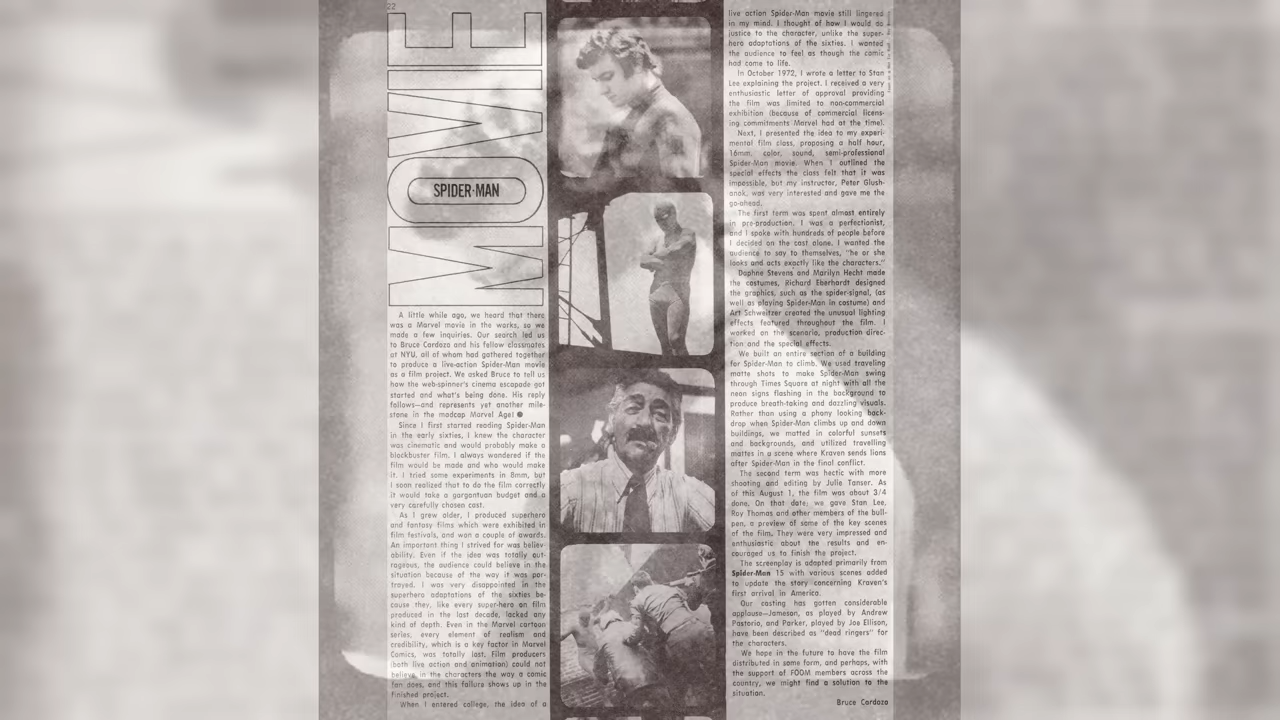 22
MOVIE
SPIDER-MAN
A little while ago, we heard that there
was a Marvel movie in the works, so we
made a few inquiries. Our search led us
to Bruce Cardozo and his fellow classmates
at NYU, all of whom had gathered together
to produce a live-action Spider-Man movie
as a film project. We asked Bruce to tell us
how the web-spinner's cinema escapade got
started and what's being done. His reply
follows—and represents yet another mile-
stone in the madcap Marvel Age!
Since I first started reading Spider-Man
in the early sixties, I knew the character
was cinematic and would probably make a
blockbuster film. I always wondered if the
film would be made and who would make
it. I tried some experiments in 8mm, but
I soon realized that to do the film correctly
it would take a gargantuan budget and a
very carefully chosen cast.
As I grew older, I produced superhero
and fantasy films which were exhibited in
film festivals, and won a couple of awards.
An important thing I strived for was believ-
ability. Even if the idea was totally out-
rageous, the audience could believe in the
situation because of the way it was por-
trayed. I was very disappointed in the
superhero adaptations of the sixties be-
cause they, like every super-hero on film
produced in the last decade, lacked any
kind of depth. Even in the Marvel cartoon
series, every element of realism and
credibility, which is a key factor in Marvel
Comics, was totally lost. Film producers
(both live action and animation) could not
believe in the characters the way a comic
fan does, and this failure shows up in the
finished project.
When I entered college, the idea of a
live action Spider-Man movie still lingered
in my mind. I thought of how I would do
justice to the character, unlike the super-
hero adaptations of the sixties. I wanted
the audience to feel as though the comic
had come to life.
In October 1972, I wrote a letter to Stan
Lee explaining the project. I received a very
enthusiastic letter of approval providing
the film was limited to non-commercial
exhibition (because of commercial licens-
ing commitments Marvel had at the time).
Next, I presented the idea to my experi-
mental film class, proposing a half hour,
16mm, color, sound, semi-professional
Spider-Man movie. When I outlined the
special effects the class felt that it was
impossible, but my instructor, Peter Glush-
anok, was very interested and gave me the
go-ahead.
The first term was spent almost entirely
in pre-production. I was a perfectionist,
and I spoke with hundreds of people before
I decided on the cast alone. I wanted the
audience to say to themselves, "he or she
looks and acts exactly like the characters."
Daphne Stevens and Marilyn Hecht made
the costumes, Richard Eberhardt designed
the graphics, such as the spider-signal, (as
well as playing Spider-Man in costume) and
Art Schweitzer created the unusual lighting
effects featured throughout the film. I
worked on the scenario, production direc-
tion and the special effects.
We built an entire section of a building
for Spider-Man to climb. We used traveling
matte shots to make Spider-Man swing
through Times Square at night with all the
neon signs flashing in the background to
produce breath-taking and dazzling visuals.
Rather than using a phony looking back-
drop when Spider-Man climbs up and down
buildings, we matted in colorful sunsets
and backgrounds, and utilized travelling
mattes in a scene where Kraven sends lions
after Spider-Man in the final conflict.
The second term was hectic with more
shooting and editing by Julie Tanser. As
of this August 1, the film was about 3/4
done. On that date; we gave Stan Lee,
Roy Thomas and other members of the bull-
pen, a preview of some of the key scenes
of the film. They were very impressed and
enthusiastic about the results and en-
couraged us to finish the project.
The screenplay is adapted primarily from
Spider-Man 15 with various scenes added
to update the story concerning Kraven's
first arrival in America.
Our casting has gotten considerable
applause—Jameson, as played by Andrew
Pastorio, and Parker, played by Joe Ellison,
have been described as "dead ringers" for
the characters.
We hope in the future to have the film
distributed in some form, and perhaps, with
the support of FOOM members across the
country, we might find a solution to the
situation.
Bruce Cardozo